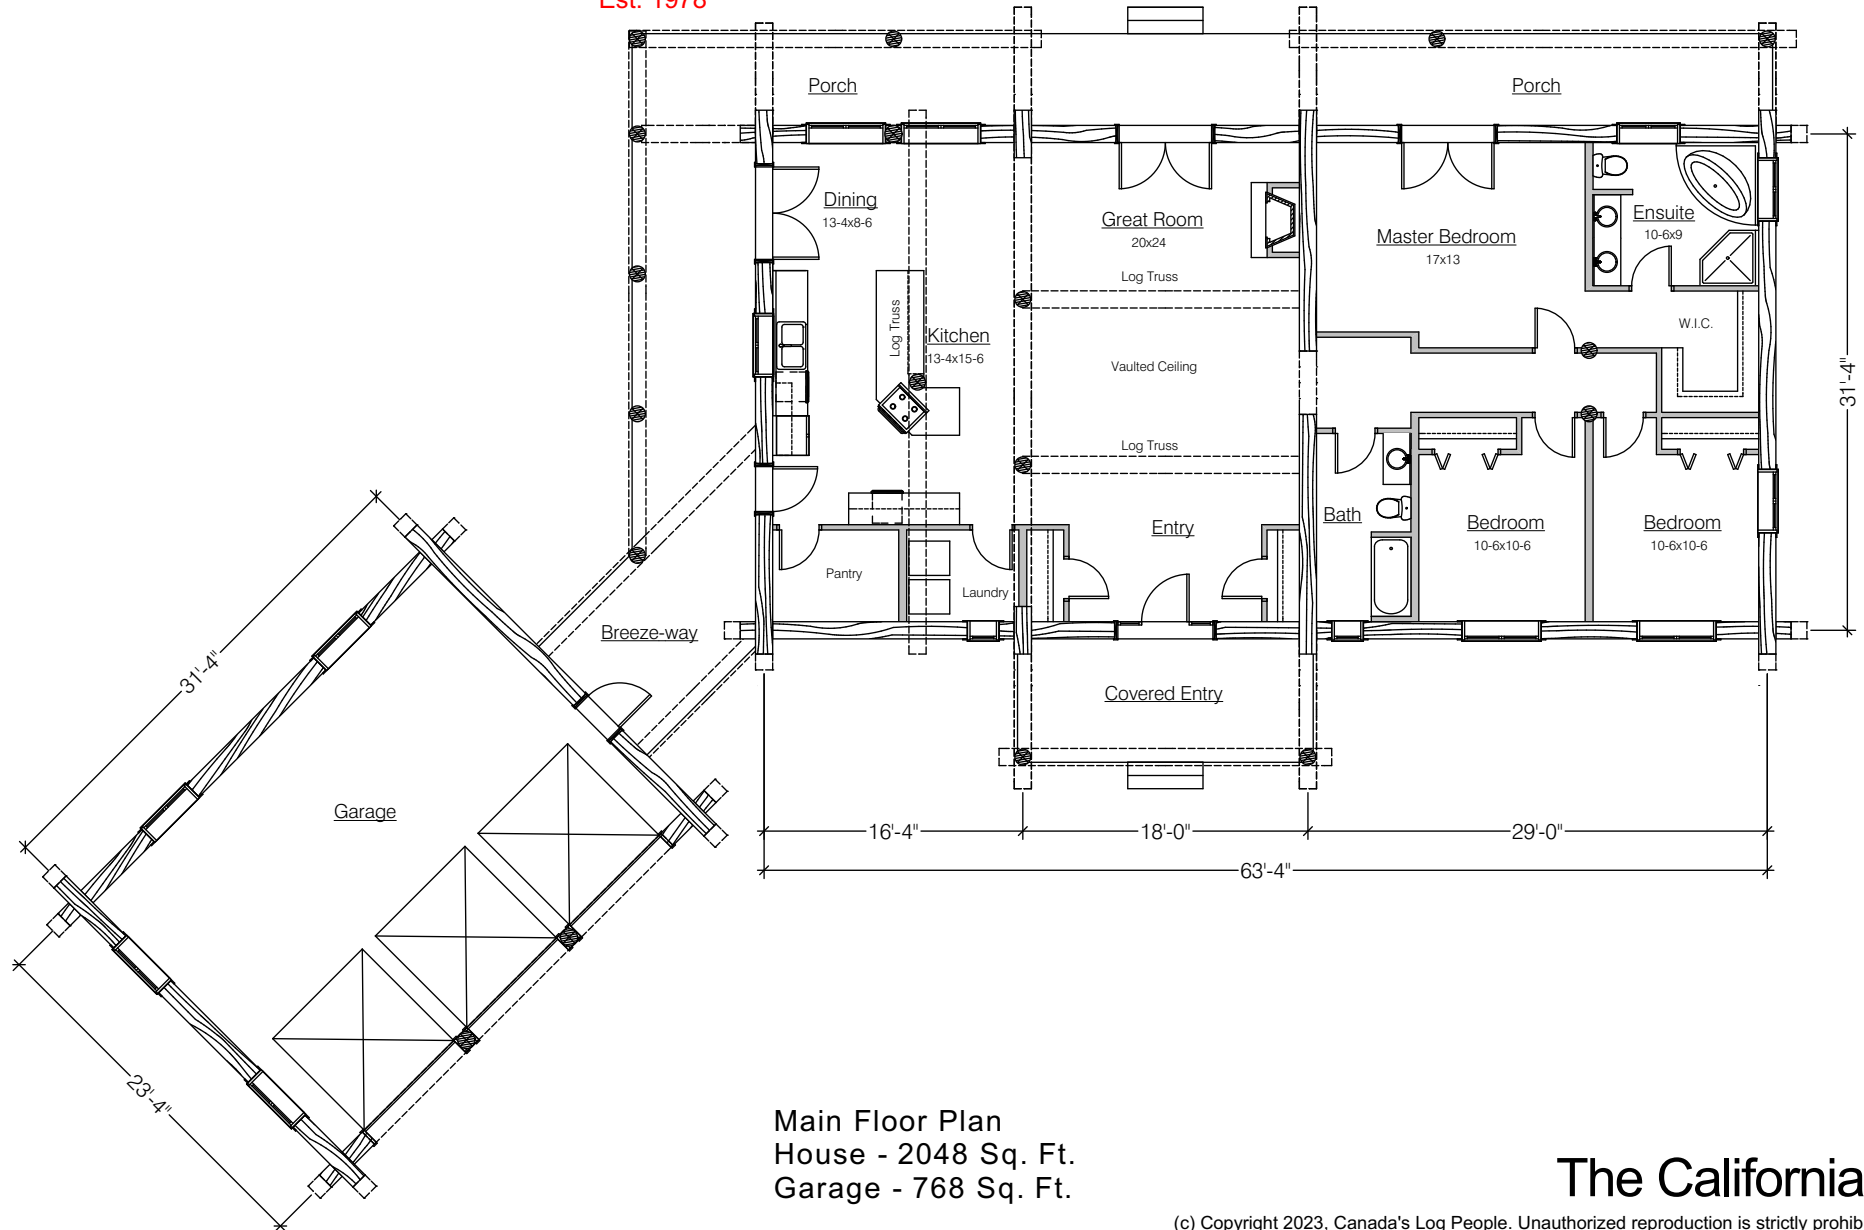 Est. 1978
Porch
Porch
Dining
13-4x8-6
Great Room
20x24
Master Bedroom
17x13
Ensuite
10-6x9
Log Truss
Log Truss
Kitchen
13-4x15-6
W.I.C.
Vaulted Ceiling
31'-4"
Log Truss
Bath
Entry
Bedroom
10-6x10-6
Bedroom
10-6x10-6
Pantry
Laundry
Breeze-way
31'-4"
Covered Entry
Garage
16'-4"
18'-0"
29'-0"
63'-4"
23'-4"
Main Floor Plan
House - 2048 Sq. Ft.
Garage - 768 Sq. Ft.
The California
(c) Copyright 2023, Canada's Log People. Unauthorized reproduction is strictly prohib